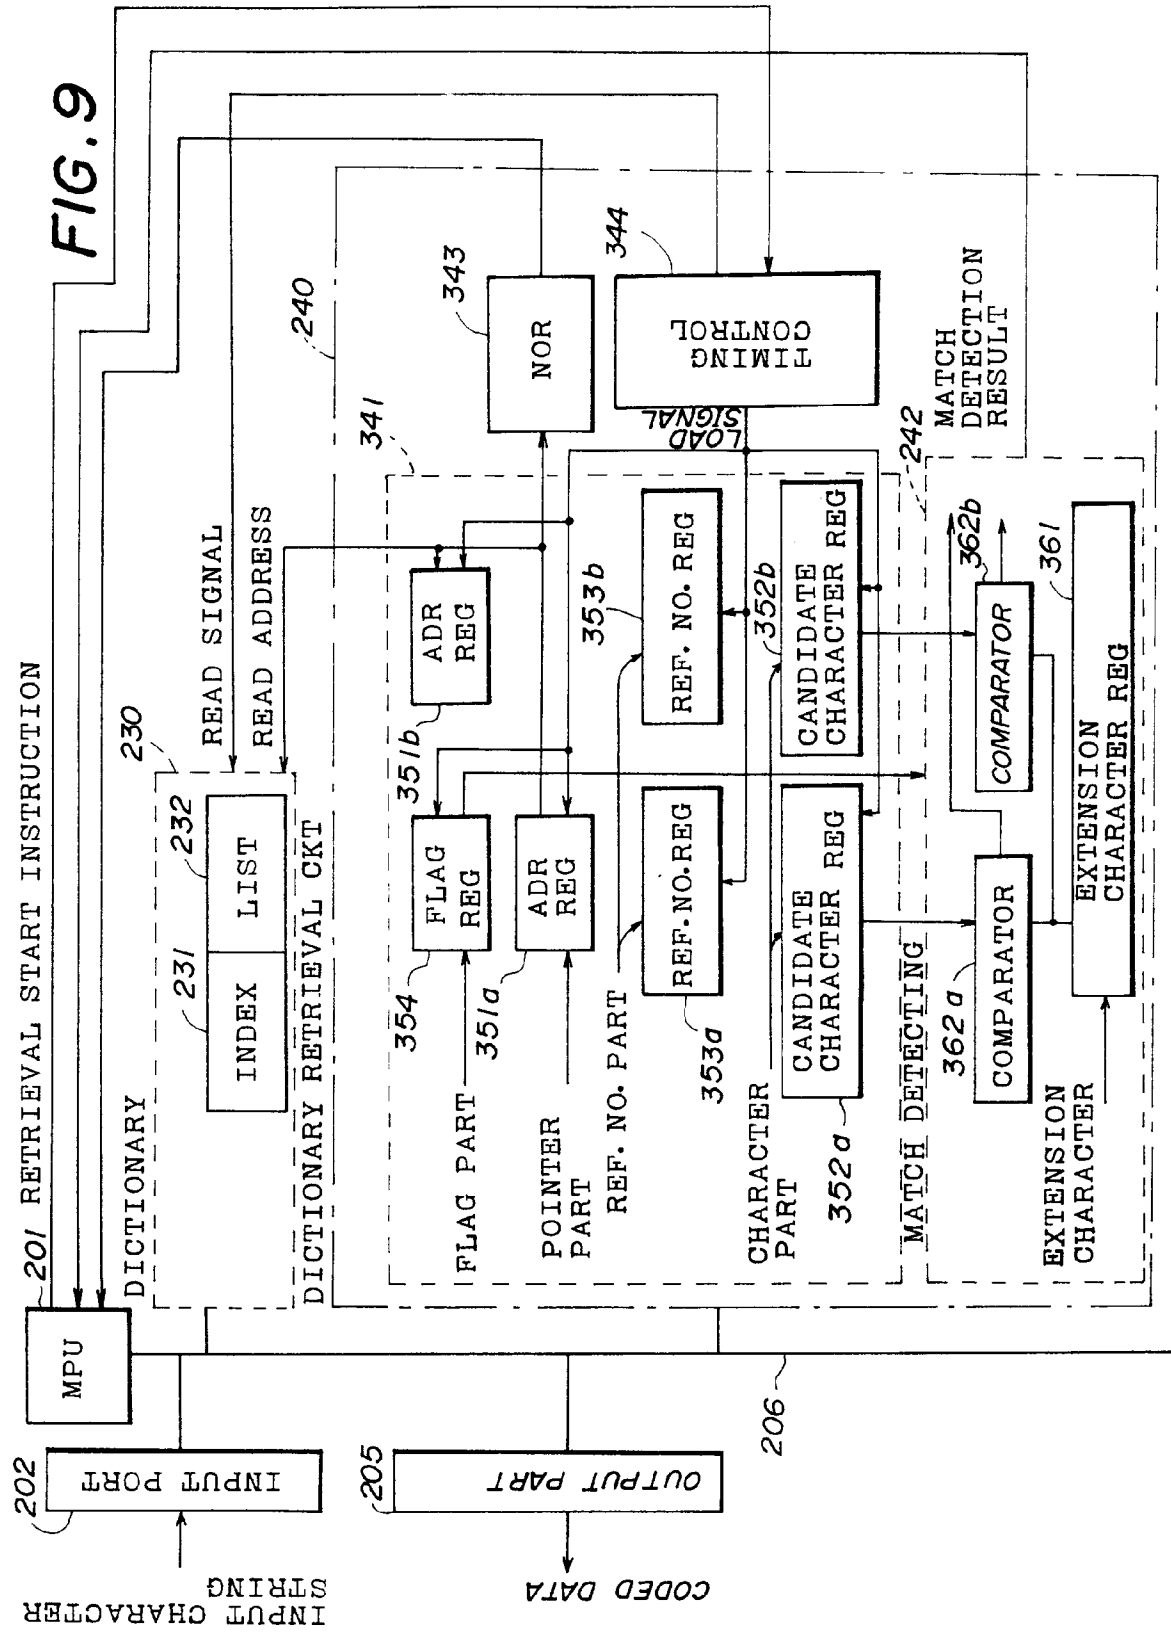 FIG. 9
201 RETRIEVAL START INSTRUCTION
MPU
202
INPUT PORT
INPUT CHARACTER
STRING
205
OUTPUT PART
CODED DATA
206
DICTIONARY
230
231
232
INDEX
LIST
READ SIGNAL
READ ADDRESS
DICTIONARY RETRIEVAL CKT
240
341
343
NOR
344
TIMING
CONTROL
LOAD
SIGNAL
354
FLAG
REG
FLAG PART
351a
ADR
REG
POINTER
PART
351b
ADR
REG
REF. NO. PART
353a
REF. NO. REG
353b
REF. NO. REG
CHARACTER
PART
352a
CANDIDATE
CHARACTER REG
352b
CANDIDATE
CHARACTER REG
MATCH DETECTING
242
MATCH
DETECTION
RESULT
362a
COMPARATOR
362b
COMPARATOR
361
EXTENSION
CHARACTER REG
EXTENSION
CHARACTER